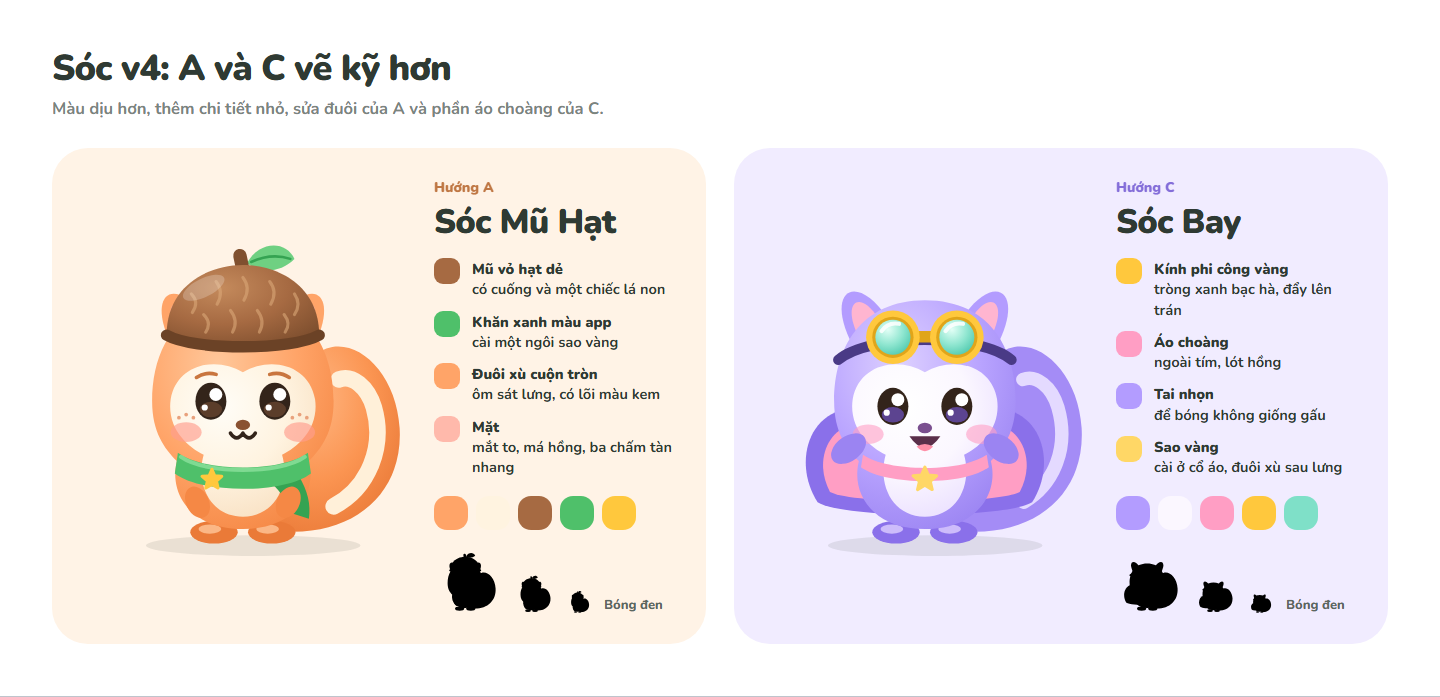 Sóc v4: A và C vẽ kỹ hơn
Màu dịu hơn, thêm chi tiết nhỏ, sửa đuôi của A và phần áo choàng của C.
Hướng A
Sóc Mũ Hạt
Mũ vỏ hạt dẻ
có cuống và một chiếc lá non
Khăn xanh màu app
cài một ngôi sao vàng
Đuôi xù cuộn tròn
ôm sát lưng, có lõi màu kem
Mặt
mắt to, má hồng, ba chấm tàn
nhang
Bóng đen
Hướng C
Sóc Bay
Kính phi công vàng
tròng xanh bạc hà, đẩy lên
trán
Áo choàng
ngoài tím, lót hồng
Tai nhọn
để bóng không giống gấu
Sao vàng
cài ở cổ áo, đuôi xù sau lưng
Bóng đen